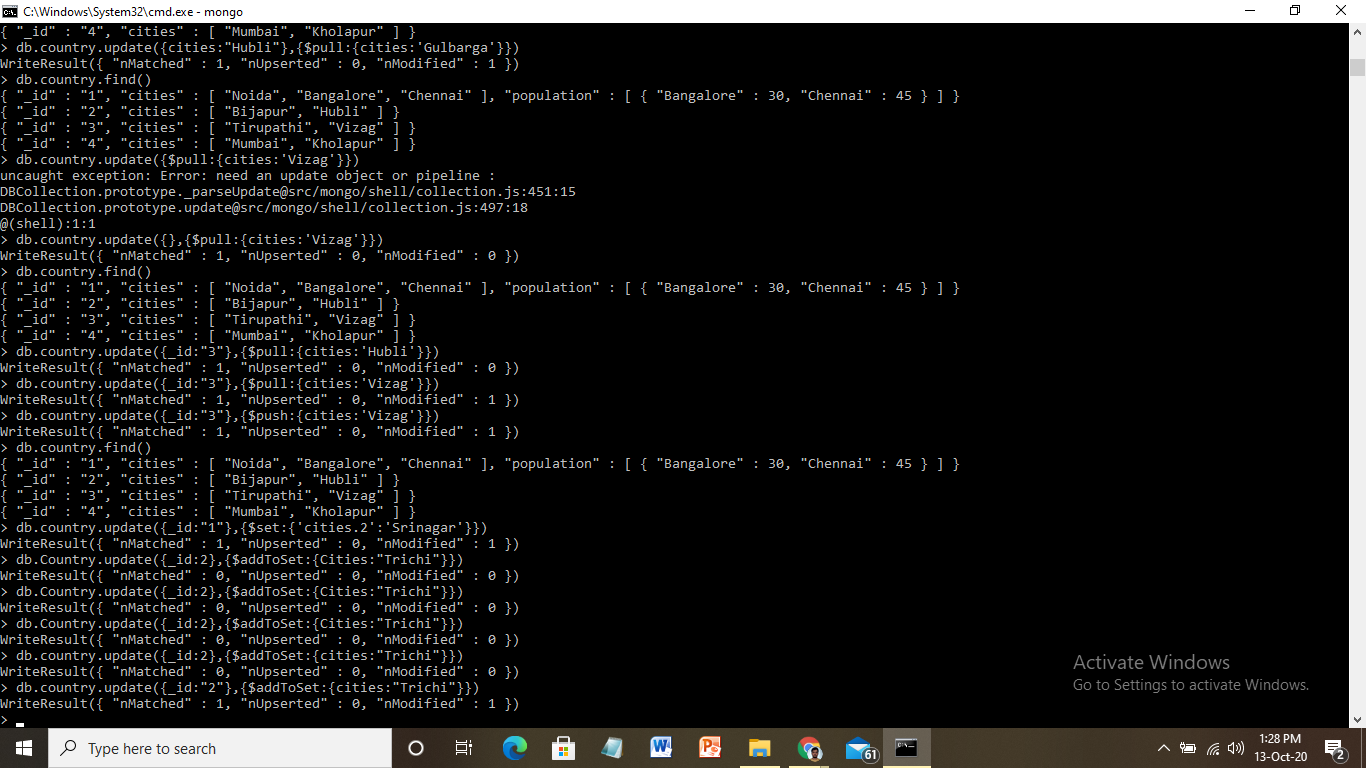 C:\Windows\System32\cmd.exe - mongo
{ "_id" : "4", "cities" : [ "Mumbai", "Kholapur" ] }
> db.country.update({cities:"Hubli"},{$pull:{cities:'Gulbarga'}})
WriteResult({ "nMatched" : 1, "nUpserted" : 0, "nModified" : 1 })
> db.country.find()
{ "_id" : "1", "cities" : [ "Noida", "Bangalore", "Chennai" ], "population" : [ { "Bangalore" : 30, "Chennai" : 45 } ] }
{ "_id" : "2", "cities" : [ "Bijapur", "Hubli" ] }
{ "_id" : "3", "cities" : [ "Tirupathi", "Vizag" ] }
{ "_id" : "4", "cities" : [ "Mumbai", "Kholapur" ] }
> db.country.update({$pull:{cities:'Vizag'}})
uncaught exception: Error: need an update object or pipeline :
DBCollection.prototype._parseUpdate@src/mongo/shell/collection.js:451:15
DBCollection.prototype.update@src/mongo/shell/collection.js:497:18
@(shell):1:1
> db.country.update({},{$pull:{cities:'Vizag'}})
WriteResult({ "nMatched" : 1, "nUpserted" : 0, "nModified" : 0 })
> db.country.find()
{ "_id" : "1", "cities" : [ "Noida", "Bangalore", "Chennai" ], "population" : [ { "Bangalore" : 30, "Chennai" : 45 } ] }
{ "_id" : "2", "cities" : [ "Bijapur", "Hubli" ] }
{ "_id" : "3", "cities" : [ "Tirupathi", "Vizag" ] }
{ "_id" : "4", "cities" : [ "Mumbai", "Kholapur" ] }
> db.country.update({_id:"3"},{$pull:{cities:'Hubli'}})
WriteResult({ "nMatched" : 1, "nUpserted" : 0, "nModified" : 0 })
> db.country.update({_id:"3"},{$pull:{cities:'Vizag'}})
WriteResult({ "nMatched" : 1, "nUpserted" : 0, "nModified" : 1 })
> db.country.update({_id:"3"},{$push:{cities:'Vizag'}})
WriteResult({ "nMatched" : 1, "nUpserted" : 0, "nModified" : 1 })
> db.country.find()
{ "_id" : "1", "cities" : [ "Noida", "Bangalore", "Chennai" ], "population" : [ { "Bangalore" : 30, "Chennai" : 45 } ] }
{ "_id" : "2", "cities" : [ "Bijapur", "Hubli" ] }
{ "_id" : "3", "cities" : [ "Tirupathi", "Vizag" ] }
{ "_id" : "4", "cities" : [ "Mumbai", "Kholapur" ] }
> db.country.update({_id:"1"},{$set:{'cities.2':'Srinagar'}})
WriteResult({ "nMatched" : 1, "nUpserted" : 0, "nModified" : 1 })
> db.Country.update({_id:2},{$addToSet:{Cities:"Trichi"}})
WriteResult({ "nMatched" : 0, "nUpserted" : 0, "nModified" : 0 })
> db.Country.update({_id:2},{$addToSet:{Cities:"Trichi"}})
WriteResult({ "nMatched" : 0, "nUpserted" : 0, "nModified" : 0 })
> db.Country.update({_id:2},{$addToSet:{Cities:"Trichi"}})
WriteResult({ "nMatched" : 0, "nUpserted" : 0, "nModified" : 0 })
> db.country.update({_id:2},{$addToSet:{cities:"Trichi"}})
WriteResult({ "nMatched" : 0, "nUpserted" : 0, "nModified" : 0 })
> db.country.update({_id:"2"},{$addToSet:{cities:"Trichi"}})
WriteResult({ "nMatched" : 1, "nUpserted" : 0, "nModified" : 1 })
>
Activate Windows
Go to Settings to activate Windows.
Type here to search
61
1:28 PM
13-Oct-20
2